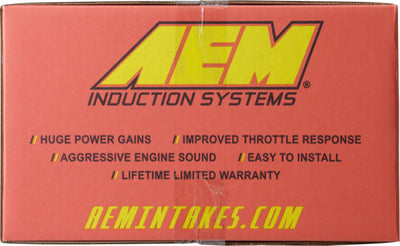 AEM®
INDUCTION SYSTEMS
// HUGE POWER GAINS // IMPROVED THROTTLE RESPONSE
// AGGRESSIVE ENGINE SOUND // EASY TO INSTALL
// LIFETIME LIMITED WARRANTY
AEMINTAKES.COM